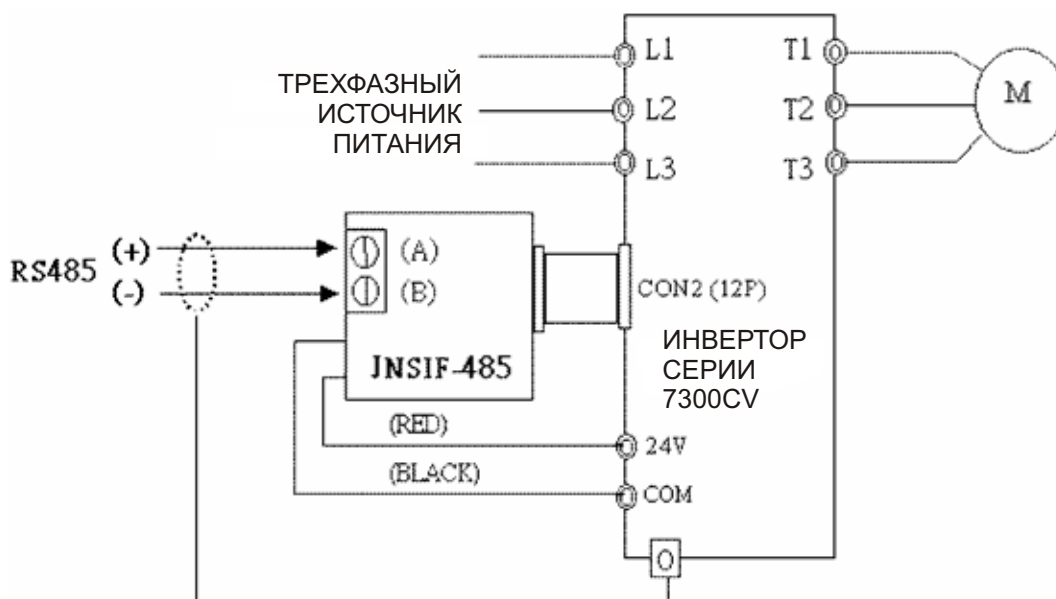 L1
T1
M
ТРЕХФАЗНЫЙ
ИСТОЧНИК
ПИТАНИЯ
L2
T2
L3
T3
RS485
(+)
(-)
(A)
(B)
JNSIF-485
CON2 (12P)
ИНВЕРТОР
СЕРИИ
7300CV
(RED)
24V
(BLACK)
COM
O